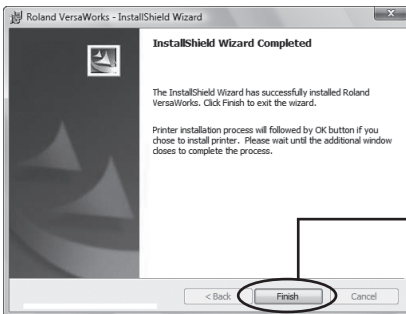 Roland VersaWorks - InstallShield Wizard
InstallShield Wizard Completed
The InstallShield Wizard has successfully installed Roland
VersaWorks. Click Finish to exit the wizard.
Printer installation process will followed by OK button if you
chose to install printer. Please wait until the additional window
closes to complete the process.
< Back
Finish
Cancel